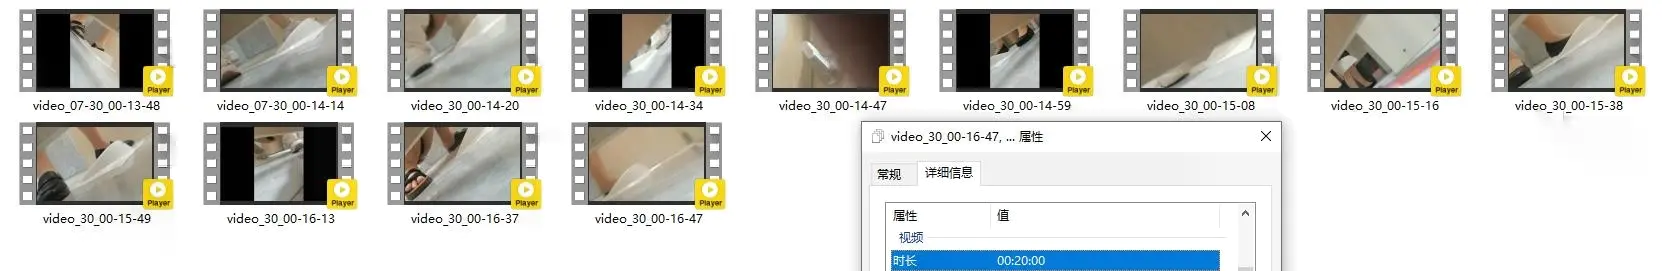 Player Player Player Player Player Player Player Player Player
video_07-30_00-13-48 video_07-30_00-14-14 video_30_00-14-20 video_30_00-14-34 video_30_00-14-47 video_30_00-14-59 video_30_00-15-08 video_30_00-15-16 video_30_00-15-38
Player Player Player Player
video_30_00-15-49 video_30_00-16-13 video_30_00-16-37 video_30_00-16-47
video_30_00-16-47, ... 属性
常规 详细信息
属性 值
视频
时长 00:20:00